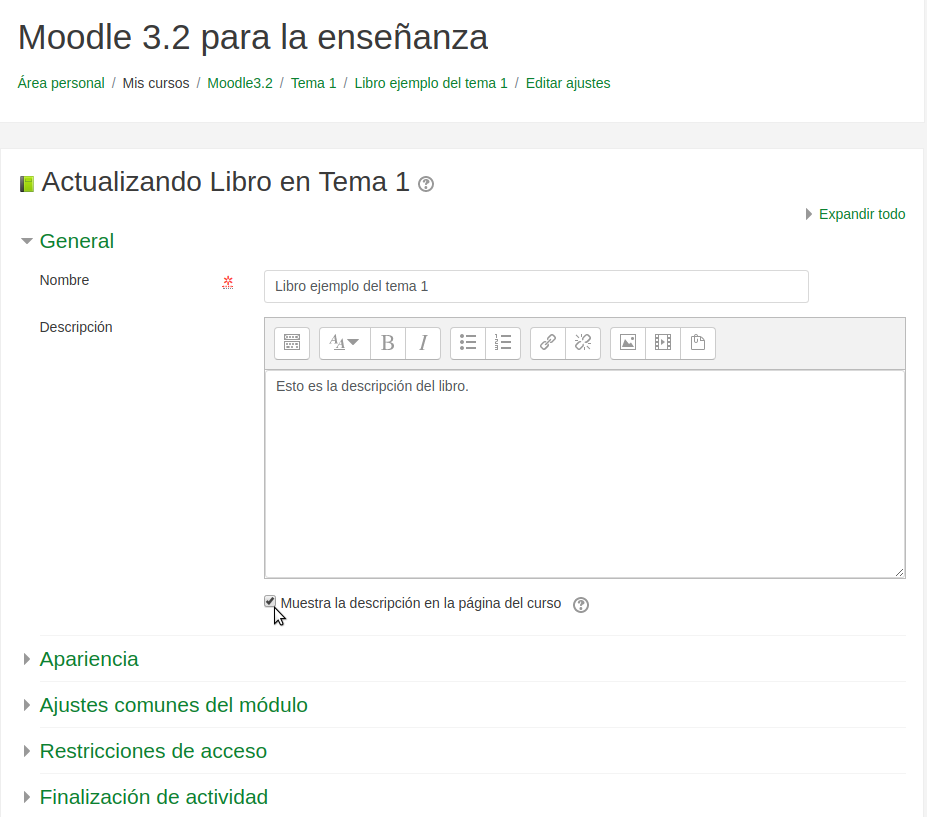 Moodle 3.2 para la enseñanza
Área personal / Mis cursos / Moodle3.2 / Tema 1 / Libro ejemplo del tema 1 / Editar ajustes
Actualizando Libro en Tema 1
Expandir todo
General
Nombre
Libro ejemplo del tema 1
Descripción
Esto es la descripción del libro.
Muestra la descripción en la página del curso
Apariencia
Ajustes comunes del módulo
Restricciones de acceso
Finalización de actividad